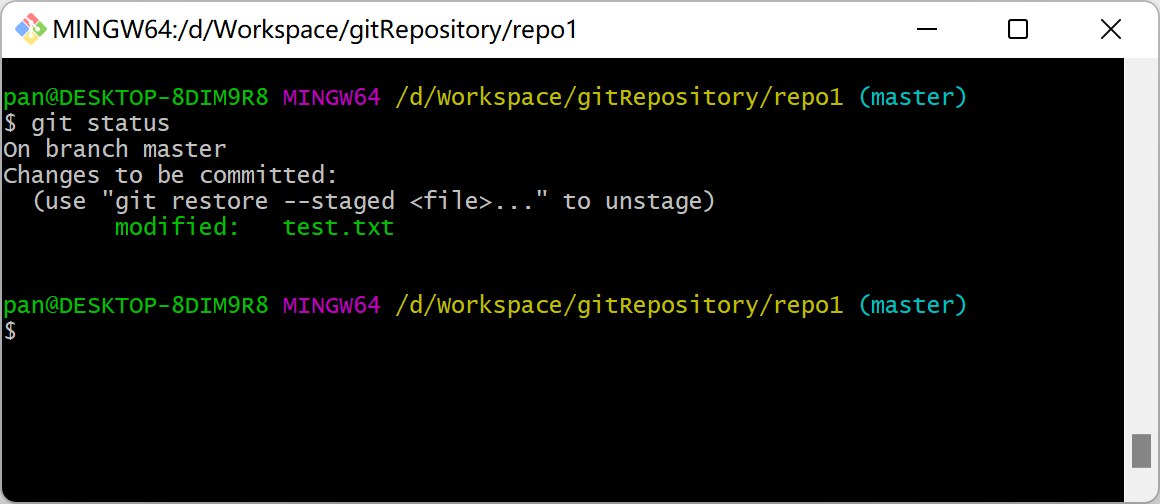 MINGW64:/d/Workspace/gitRepository/repo1
pan@DESKTOP-8DIM9R8 MINGW64 /d/Workspace/gitRepository/repo1 (master)
$ git status
On branch master
Changes to be committed:
  (use "git restore --staged <file>..." to unstage)
        modified:   test.txt
pan@DESKTOP-8DIM9R8 MINGW64 /d/Workspace/gitRepository/repo1 (master)
$